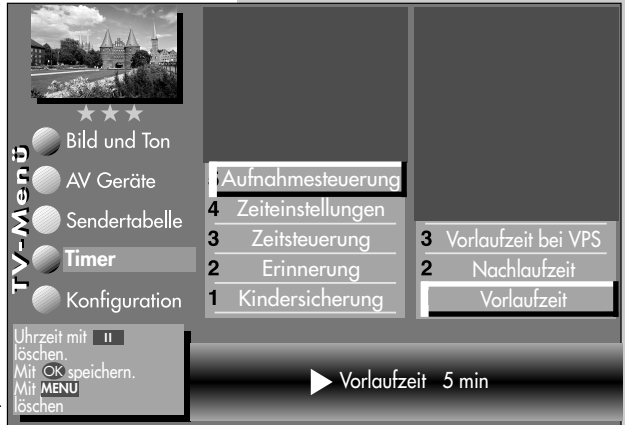 TV-Menü
Bild und Ton
AV Geräte
Sendertabelle
Timer
Konfiguration
5 Aufnahmesteuerung
4 Zeiteinstellungen
3 Zeitsteuerung
2 Erinnerung
1 Kindersicherung
3 Vorlaufzeit bei VPS
2 Nachlaufzeit
Vorlaufzeit
Uhrzeit mit II
löschen.
Mit OK speichern.
Mit MENU
löschen
Vorlaufzeit 5 min